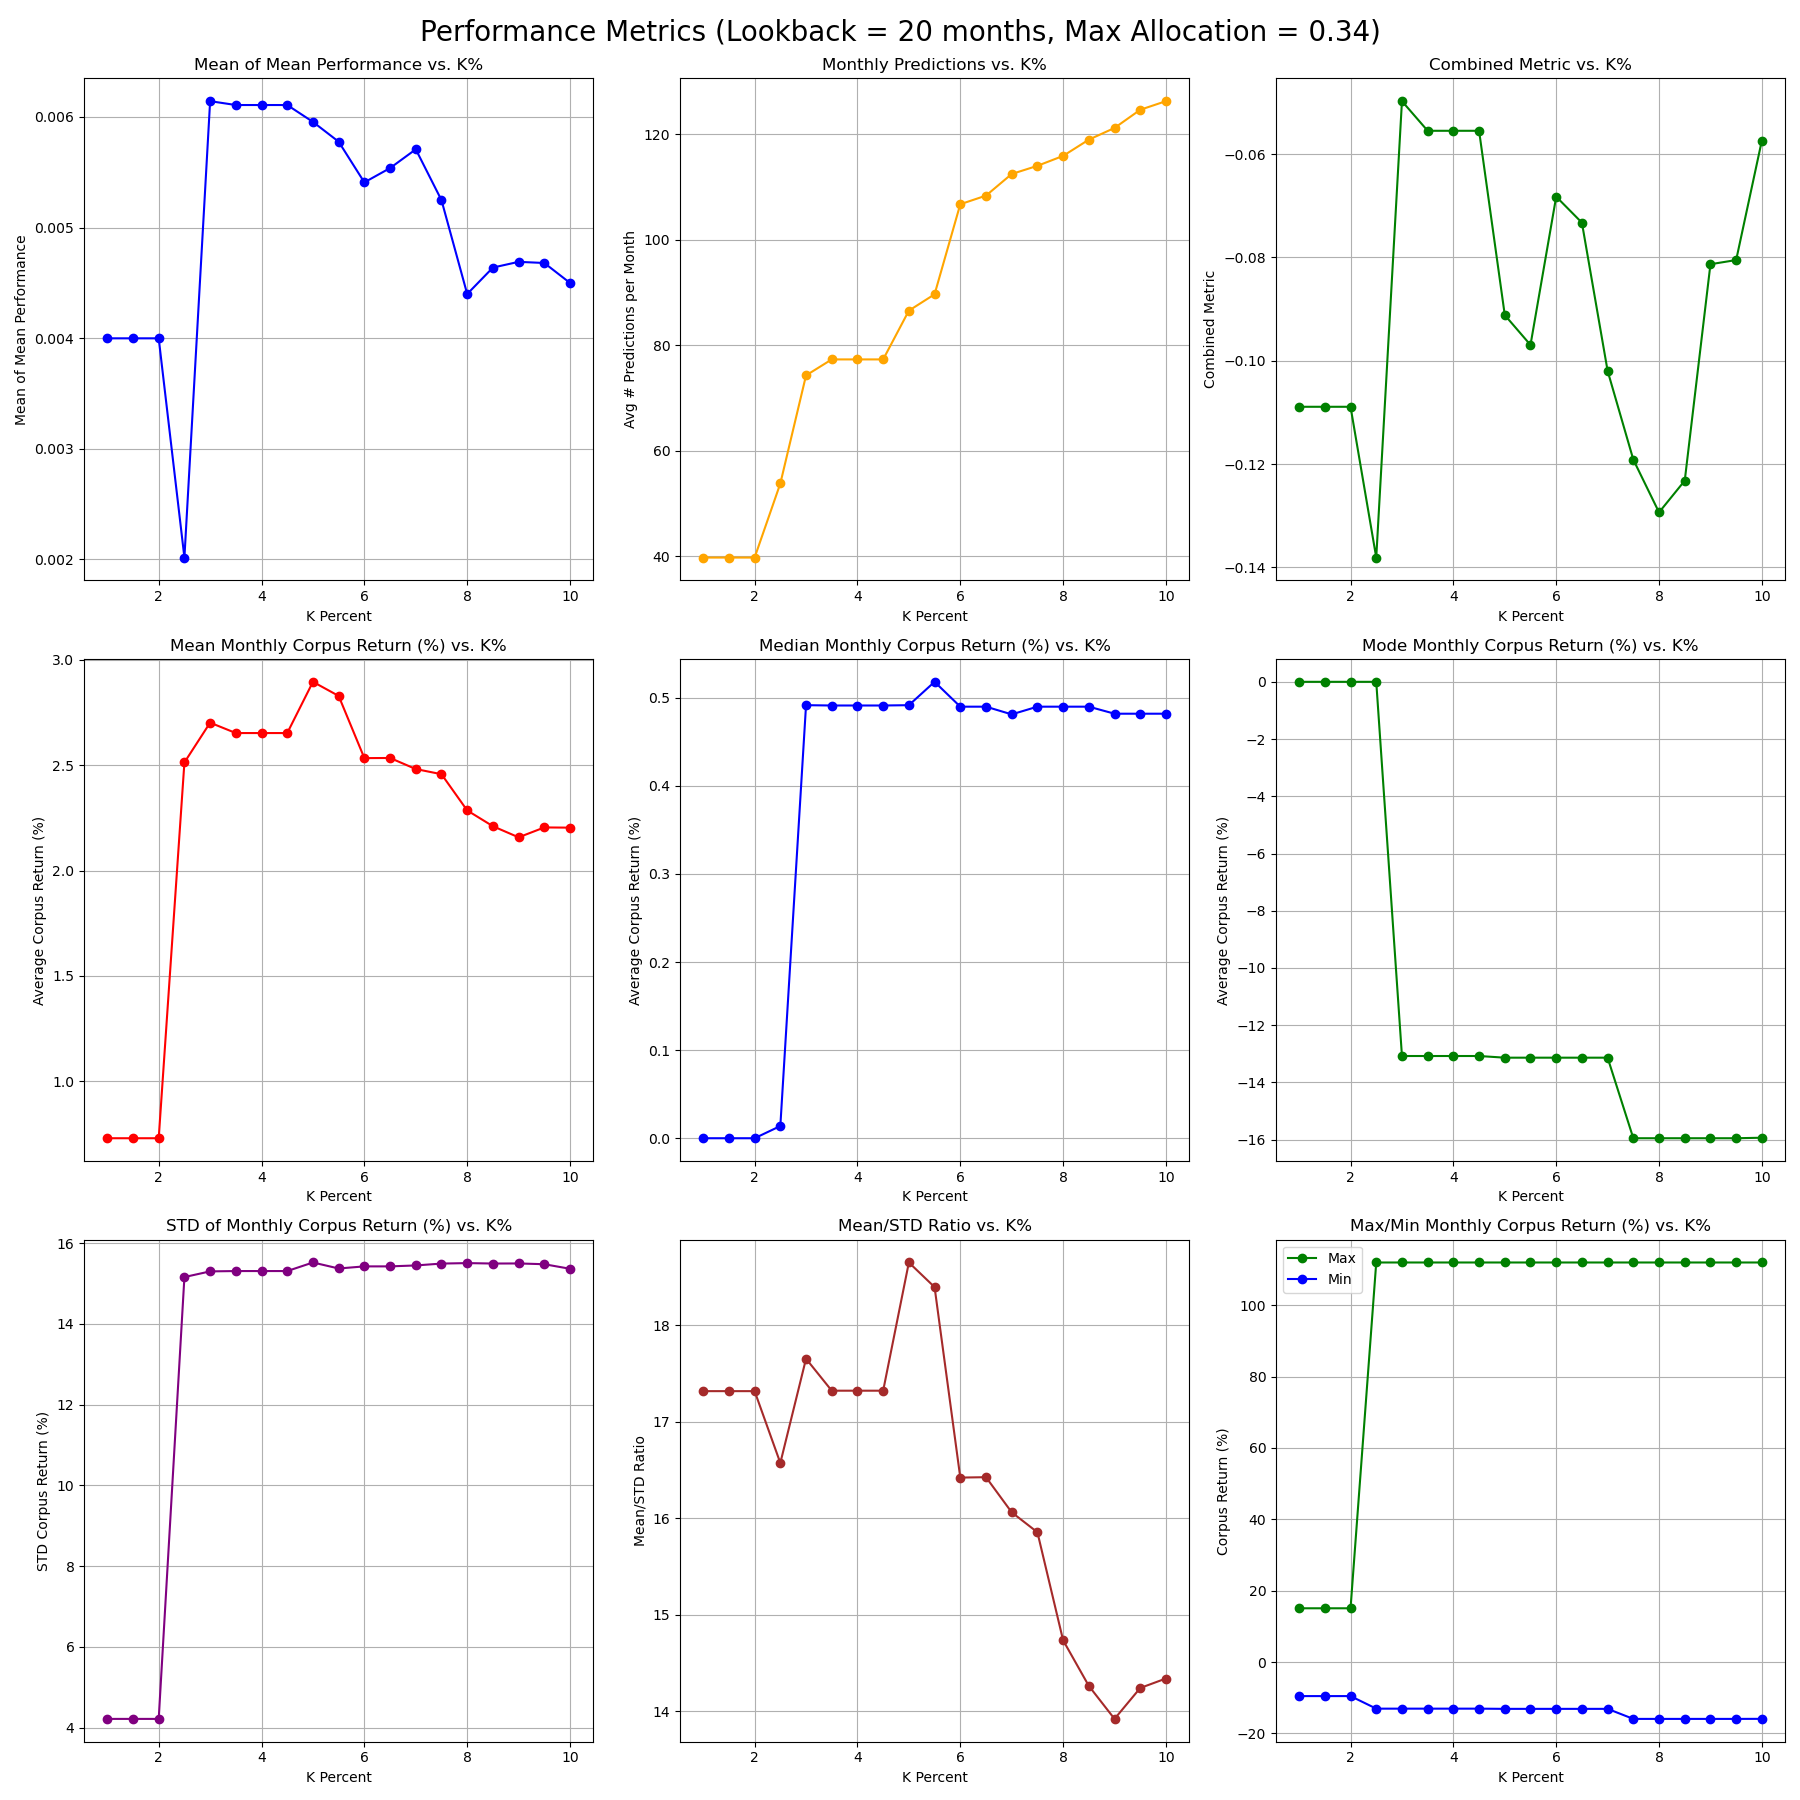 Performance Metrics (Lookback = 20 months, Max Allocation = 0.34)
Mean of Mean Performance vs. K%
Mean of Mean Performance
0.006
0.005
0.004
0.003
0.002
2 4 6 8 10
K Percent
Monthly Predictions vs. K%
Avg # Predictions per Month
120
100
80
60
40
2 4 6 8 10
K Percent
Combined Metric vs. K%
Combined Metric
−0.06
−0.08
−0.10
−0.12
−0.14
2 4 6 8 10
K Percent
Mean Monthly Corpus Return (%) vs. K%
Average Corpus Return (%)
3.0
2.5
2.0
1.5
1.0
2 4 6 8 10
K Percent
Median Monthly Corpus Return (%) vs. K%
Average Corpus Return (%)
0.5
0.4
0.3
0.2
0.1
0.0
2 4 6 8 10
K Percent
Mode Monthly Corpus Return (%) vs. K%
Average Corpus Return (%)
0
−2
−4
−6
−8
−10
−12
−14
−16
2 4 6 8 10
K Percent
STD of Monthly Corpus Return (%) vs. K%
STD Corpus Return (%)
16
14
12
10
8
6
4
2 4 6 8 10
K Percent
Mean/STD Ratio vs. K%
Mean/STD Ratio
18
17
16
15
14
2 4 6 8 10
K Percent
Max/Min Monthly Corpus Return (%) vs. K%
Max
Min
Corpus Return (%)
100
80
60
40
20
0
−20
2 4 6 8 10
K Percent